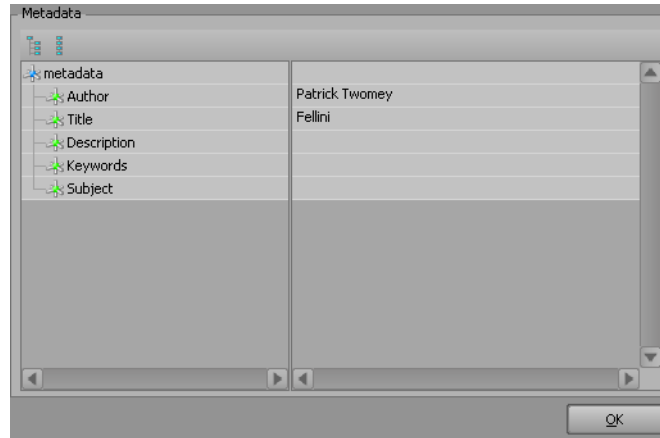 Metadata
metadata
Author Patrick Twomey
Title Fellini
Description
Keywords
Subject
OK